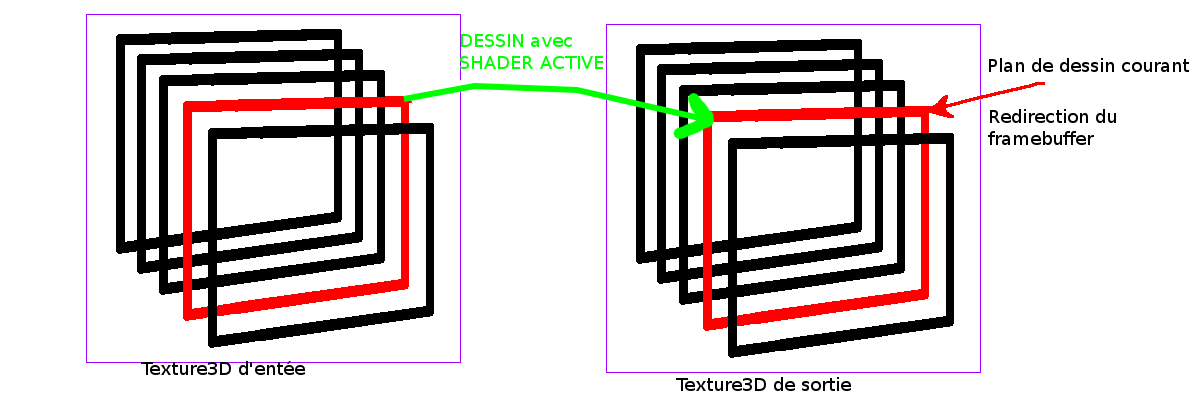 DESSIN avec
SHADER ACTIVE
Plan de dessin courant
Redirection du
framebuffer
Texture3D d'entée
Texture3D de sortie